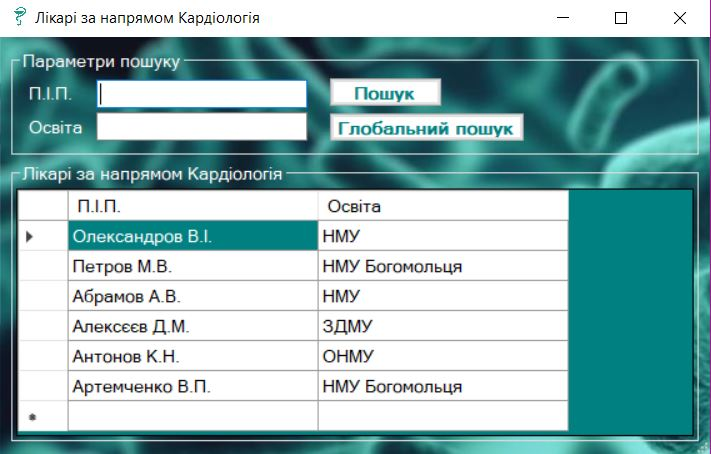 Лікарі за напрямом Кардіологія
Параметри пошуку
П.І.П. Пошук
Освіта Глобальний пошук
Лікарі за напрямом Кардіологія
П.І.П. Освіта
Олександров В.І. НМУ
Петров М.В. НМУ Богомольця
Абрамов А.В. НМУ
Алексєєв Д.М. ЗДМУ
Антонов К.Н. ОНМУ
Артемченко В.П. НМУ Богомольця